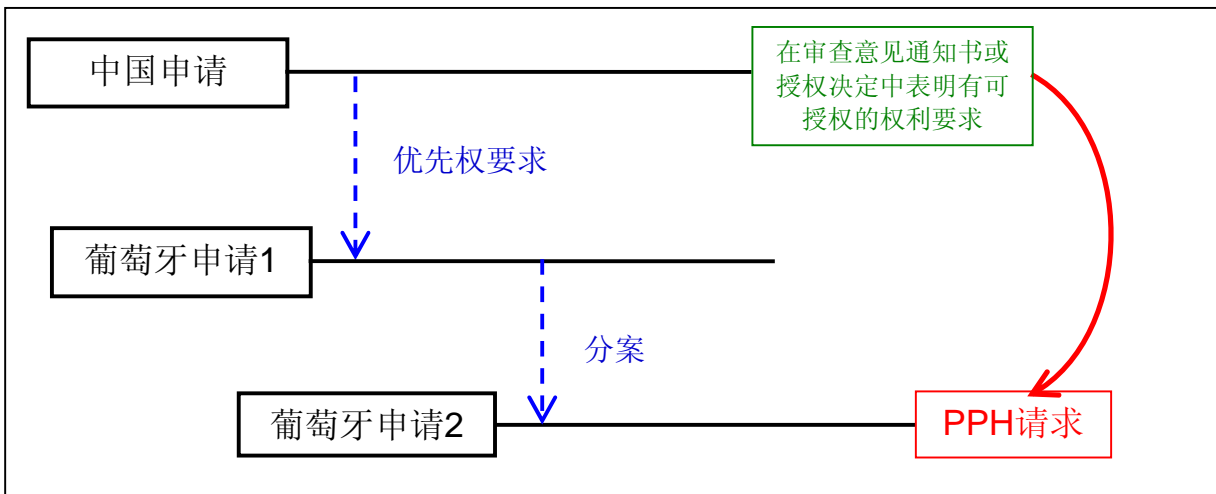 中国申请
在审查意见通知书或
授权决定中表明有可
授权的权利要求
优先权要求
葡萄牙申请1
分案
葡萄牙申请2
PPH请求